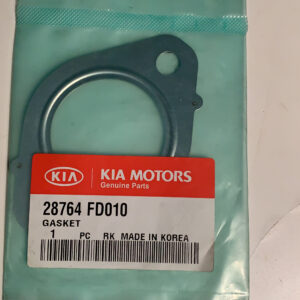 KIA KIA MOTORS
Genuine Parts
28764 FD010
GASKET
1 PC RK MADE IN KOREA